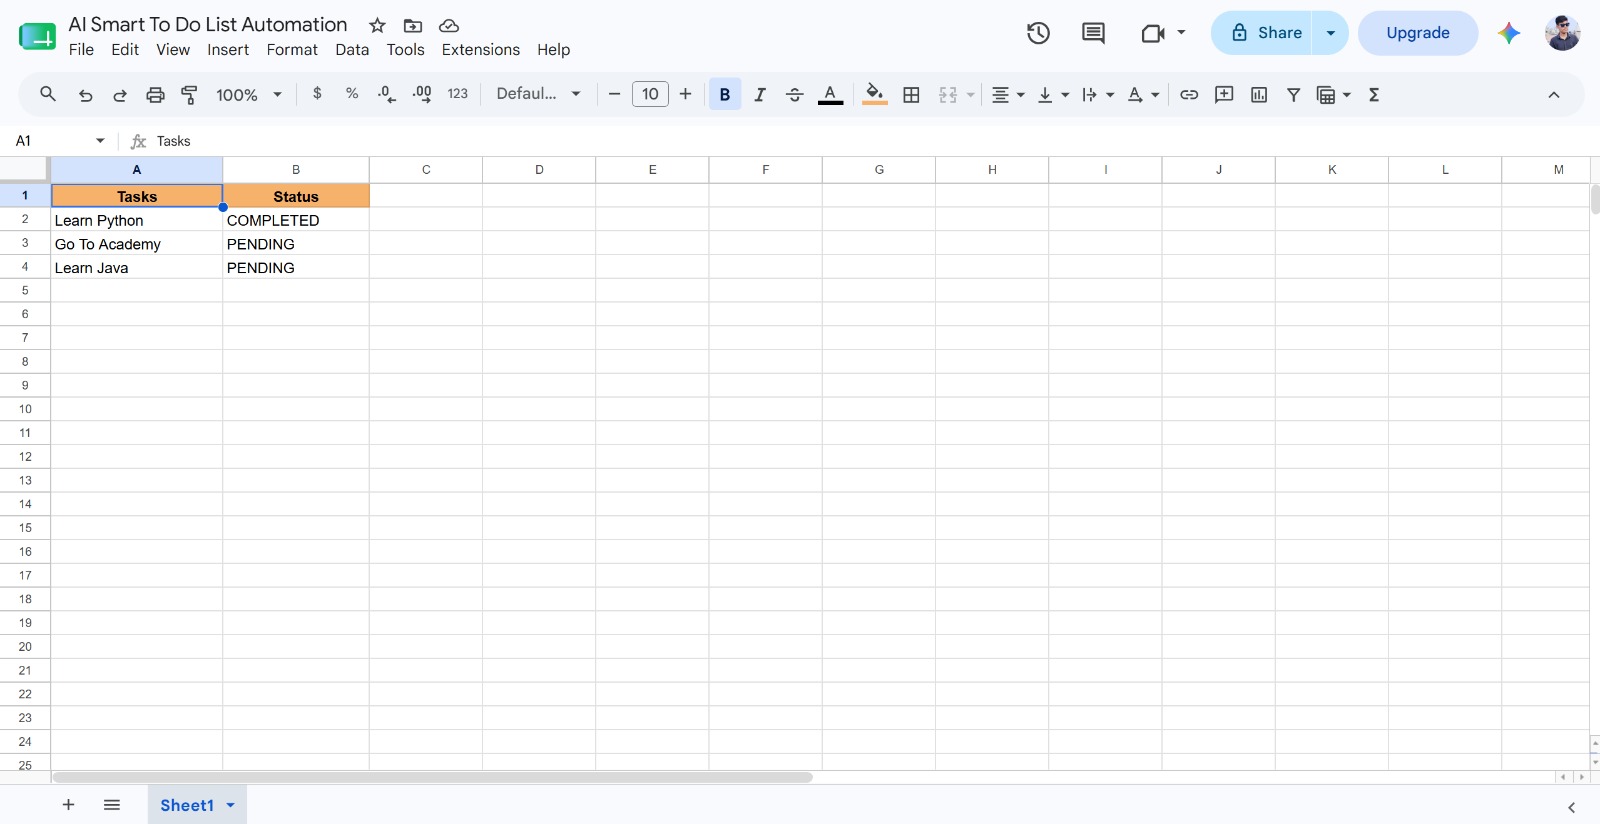 AI Smart To Do List Automation
File Edit View Insert Format Data Tools Extensions Help
Share
Upgrade
100% $ % .0 .00 123 Defaul... 10 B I A A
A1 fx Tasks
A B C D E F G H I J K L M
1 Tasks Status
2 Learn Python COMPLETED
3 Go To Academy PENDING
4 Learn Java PENDING
5
6
7
8
9
10
11
12
13
14
15
16
17
18
19
20
21
22
23
24
25
Sheet1